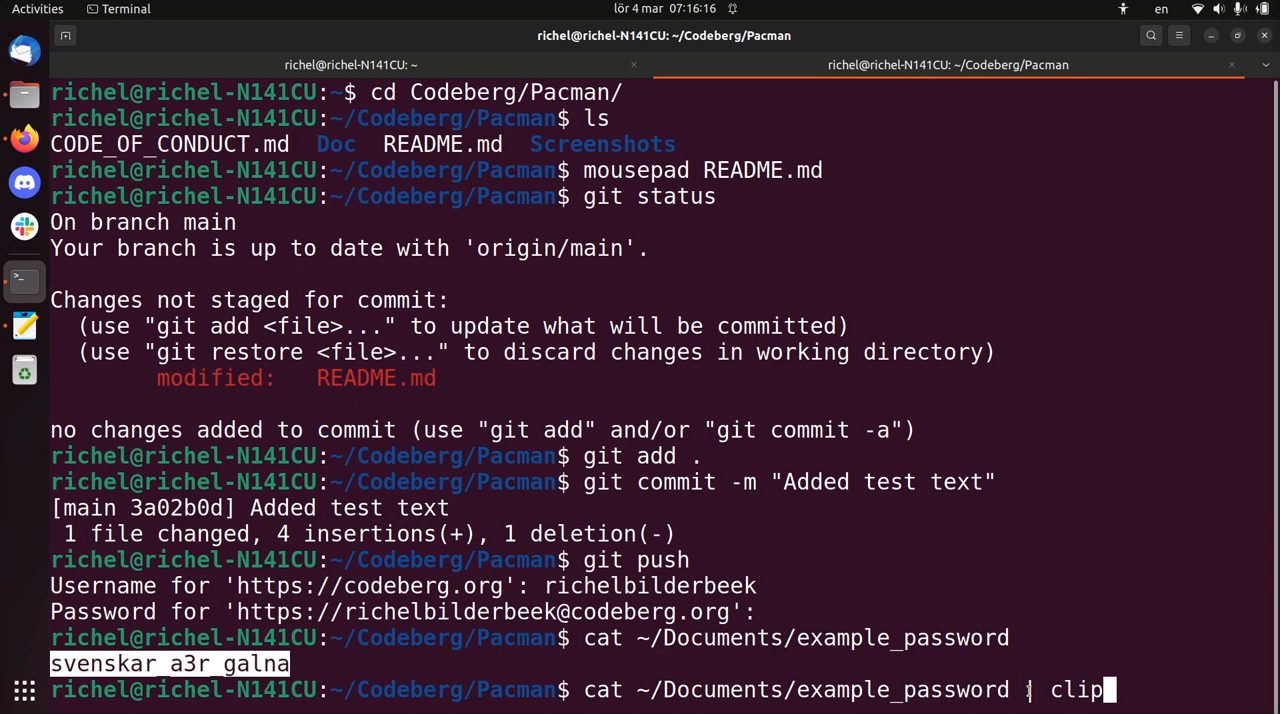 Activities Terminal lör 4 mar 07:16:16 en
richel@richel-N141CU: ~/Codeberg/Pacman
richel@richel-N141CU: ~ richel@richel-N141CU: ~/Codeberg/Pacman
richel@richel-N141CU:~$ cd Codeberg/Pacman/
richel@richel-N141CU:~/Codeberg/Pacman$ ls
CODE_OF_CONDUCT.md Doc README.md Screenshots
richel@richel-N141CU:~/Codeberg/Pacman$ mousepad README.md
richel@richel-N141CU:~/Codeberg/Pacman$ git status
On branch main
Your branch is up to date with 'origin/main'.
Changes not staged for commit:
(use "git add <file>..." to update what will be committed)
(use "git restore <file>..." to discard changes in working directory)
modified: README.md
no changes added to commit (use "git add" and/or "git commit -a")
richel@richel-N141CU:~/Codeberg/Pacman$ git add .
richel@richel-N141CU:~/Codeberg/Pacman$ git commit -m "Added test text"
[main 3a02b0d] Added test text
1 file changed, 4 insertions(+), 1 deletion(-)
richel@richel-N141CU:~/Codeberg/Pacman$ git push
Username for 'https://codeberg.org': richelbilderbeek
Password for 'https://richelbilderbeek@codeberg.org':
richel@richel-N141CU:~/Codeberg/Pacman$ cat ~/Documents/example_password
svenskar_a3r_galna
richel@richel-N141CU:~/Codeberg/Pacman$ cat ~/Documents/example_password | clip